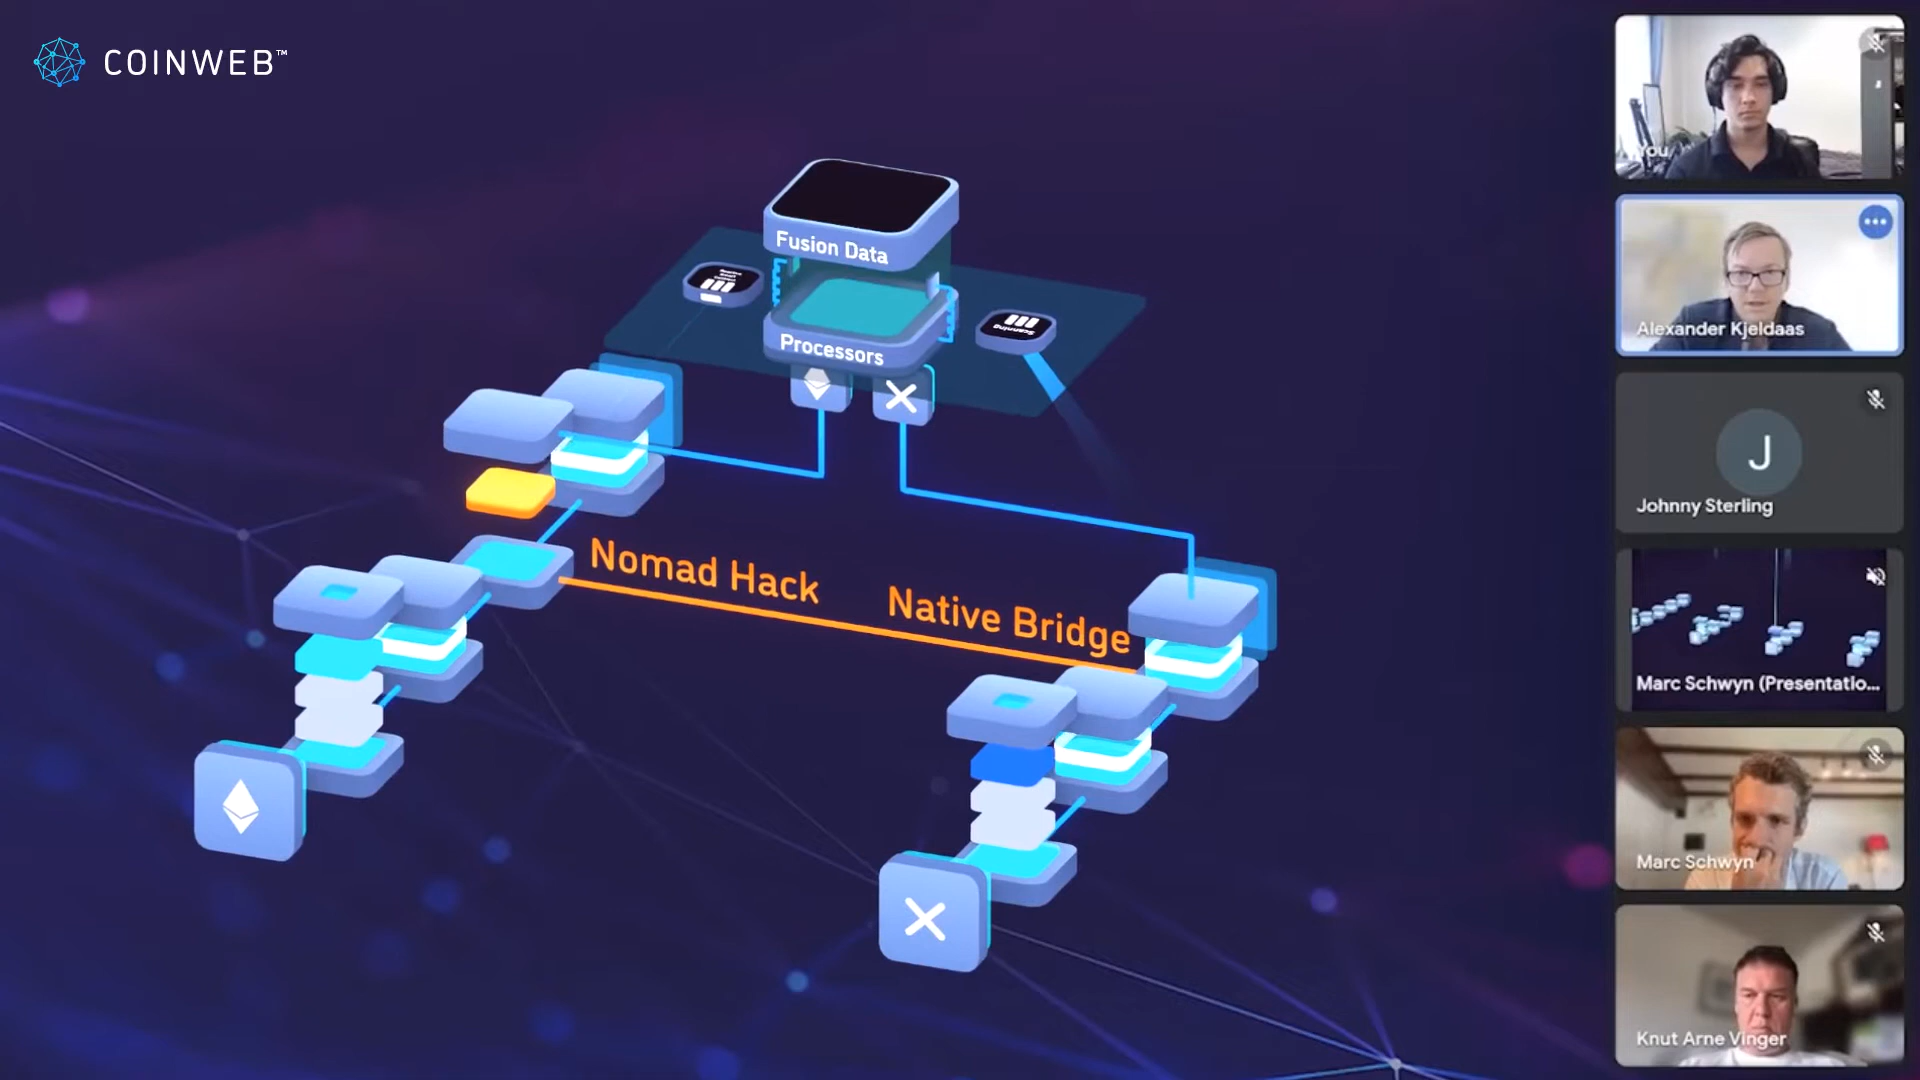 COINWEB™
Fusion Data
Processors
Scanning
Nomad Hack
Native Bridge
You
Alexander Kjeldaas
J
Johnny Sterling
Marc Schwyn (Presentatio...
Marc Schwyn
Knut Arne Vinger